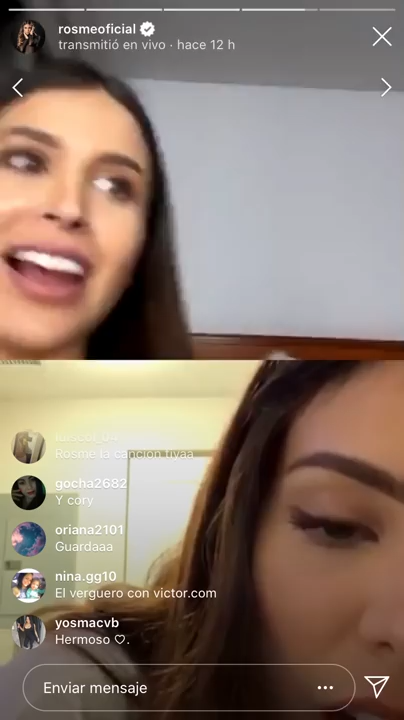 rosmeoficial
transmitió en vivo · hace 12 h
Rosme la cancion tuyaa
gocha2682
Y cory
oriana2101
Guardaaa
nina.gg10
El verguero con victor.com
yosmacvb
Hermoso ♡.
Enviar mensaje